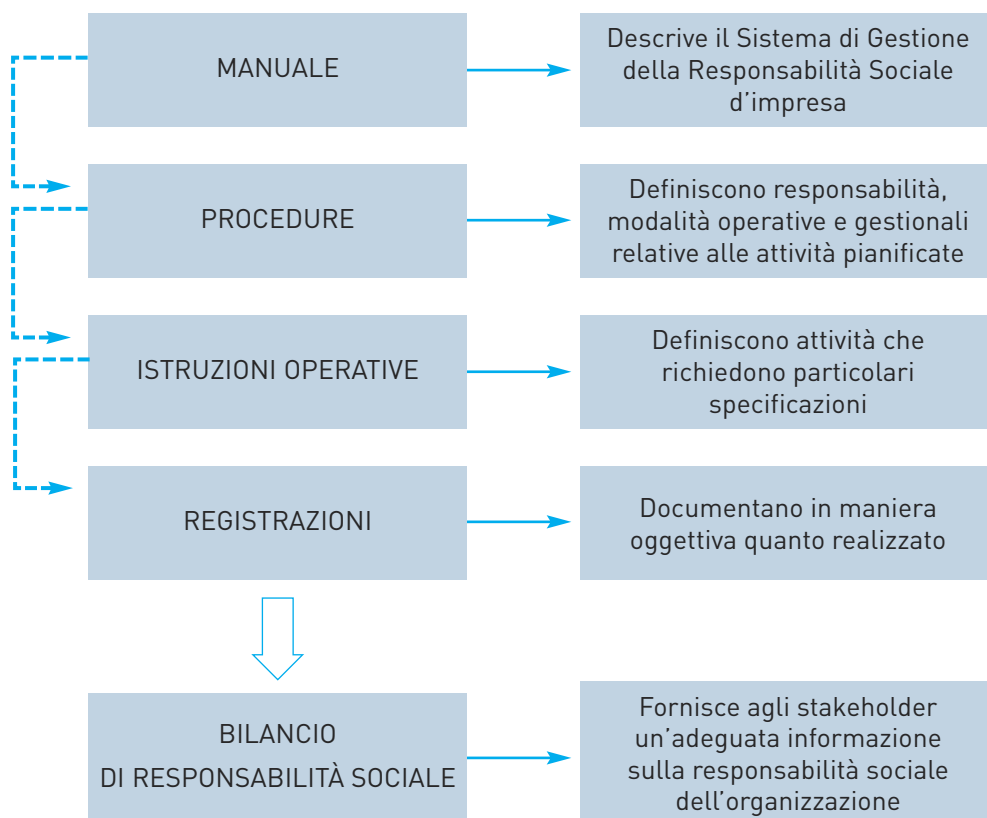 MANUALE
Descrive il Sistema di Gestione
della Responsabilità Sociale
d'impresa
PROCEDURE
Definiscono responsabilità,
modalità operative e gestionali
relative alle attività pianificate
ISTRUZIONI OPERATIVE
Definiscono attività che
richiedono particolari
specificazioni
REGISTRAZIONI
Documentano in maniera
oggettiva quanto realizzato
BILANCIO
DI RESPONSABILITÀ SOCIALE
Fornisce agli stakeholder
un'adeguata informazione
sulla responsabilità sociale
dell'organizzazione